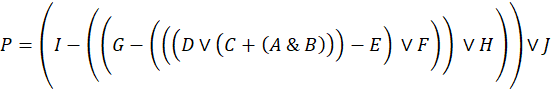 P = (I − ((G − (((D ∨ (C + (A & B))) − E) ∨ F)) ∨ H)) ∨ J